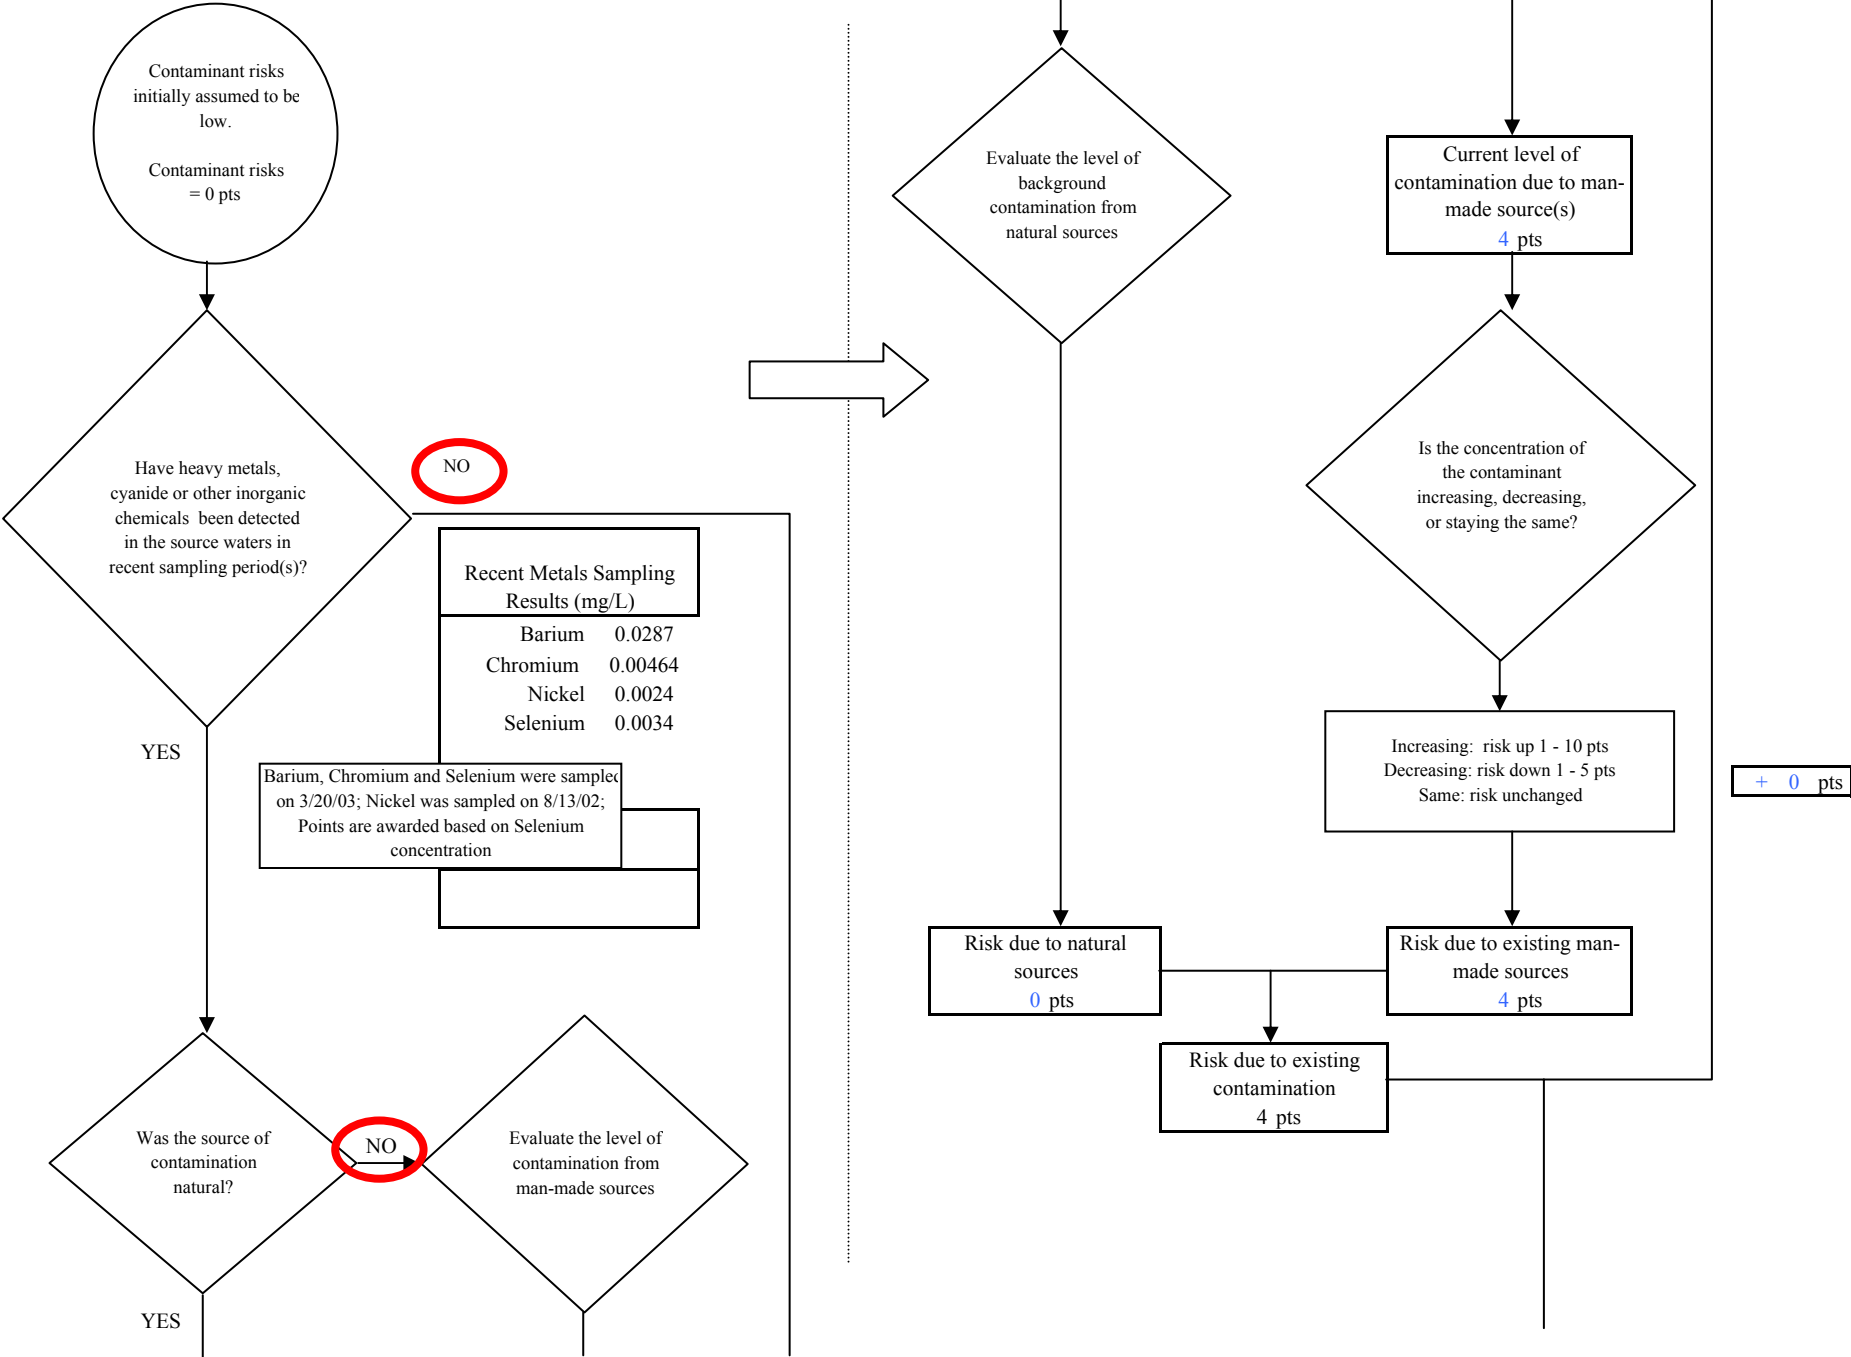 Contaminant risks
initially assumed to be
low.
Contaminant risks
= 0 pts
Have heavy metals,
cyanide or other inorganic
chemicals been detected
in the source waters in
recent sampling period(s)?
NO
YES
Recent Metals Sampling
Results (mg/L)
Barium 0.0287
Chromium 0.00464
Nickel 0.0024
Selenium 0.0034
Barium, Chromium and Selenium were sampled
on 3/20/03; Nickel was sampled on 8/13/02;
Points are awarded based on Selenium
concentration
Was the source of
contamination
natural?
NO
YES
Evaluate the level of
contamination from
man-made sources
Evaluate the level of
background
contamination from
natural sources
Current level of
contamination due to man-
made source(s)
4 pts
Is the concentration of
the contaminant
increasing, decreasing,
or staying the same?
Increasing: risk up 1 - 10 pts
Decreasing: risk down 1 - 5 pts
Same: risk unchanged
+ 0 pts
Risk due to natural
sources
0 pts
Risk due to existing man-
made sources
4 pts
Risk due to existing
contamination
4 pts